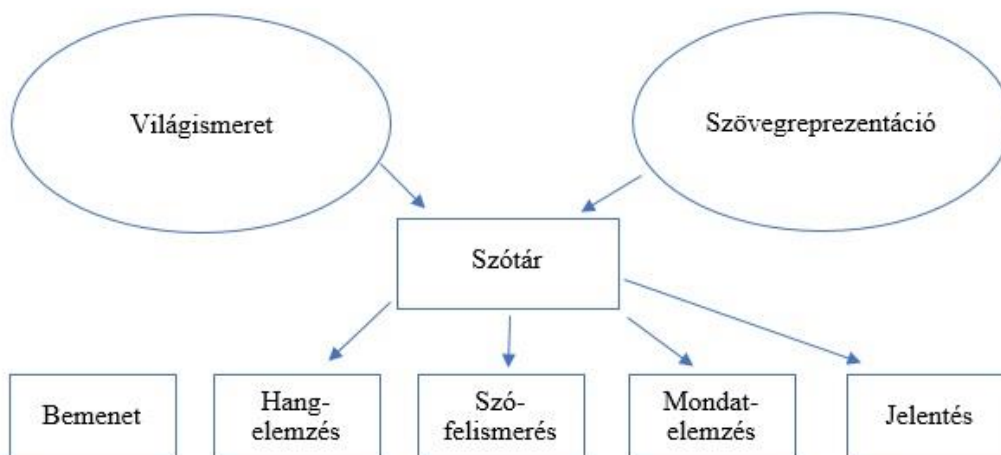 Világismeret
Szövegreprezentáció
Szótár
Bemenet
Hang-
elemzés
Szó-
felismerés
Mondat-
elemzés
Jelentés